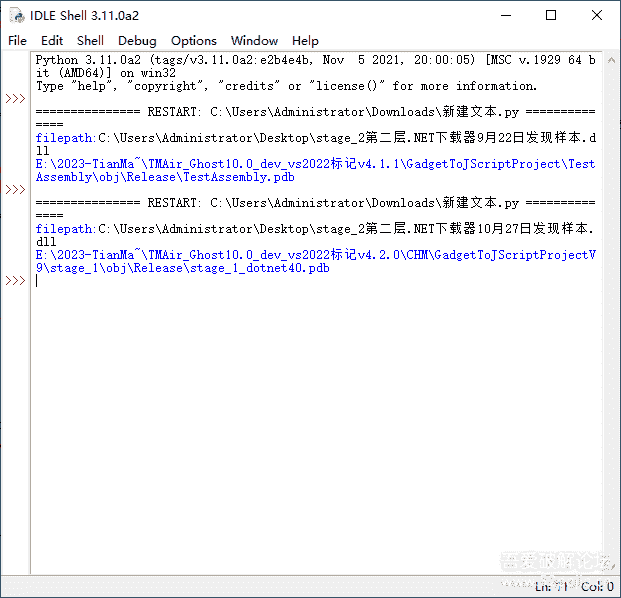 IDLE Shell 3.11.0a2
File Edit Shell Debug Options Window Help
Python 3.11.0a2 (tags/v3.11.0a2:e2b4e4b, Nov  5 2021, 20:00:05) [MSC v.1929 64 b
it (AMD64)] on win32
Type "help", "copyright", "credits" or "license()" for more information.
>>>
=============== RESTART: C:\Users\Administrator\Downloads\新建文本.py ==========
====
filepath:C:\Users\Administrator\Desktop\stage_2第二层.NET下载器9月22日发现样本.d
ll
E:\2023-TianMa~\TMAir_Ghost10.0_dev_vs2022标记v4.1.1\GadgetToJScriptProject\Test
Assembly\obj\Release\TestAssembly.pdb
>>>
=============== RESTART: C:\Users\Administrator\Downloads\新建文本.py ==========
====
filepath:C:\Users\Administrator\Desktop\stage_2第二层.NET下载器10月27日发现样本.
dll
E:\2023-TianMa~\TMAir_Ghost10.0_dev_vs2022标记v4.2.0\CHM\GadgetToJScriptProjectV
9\stage_1\obj\Release\stage_1_dotnet40.pdb
>>>
吾爱破解论坛
Ln: 11 Col: 0